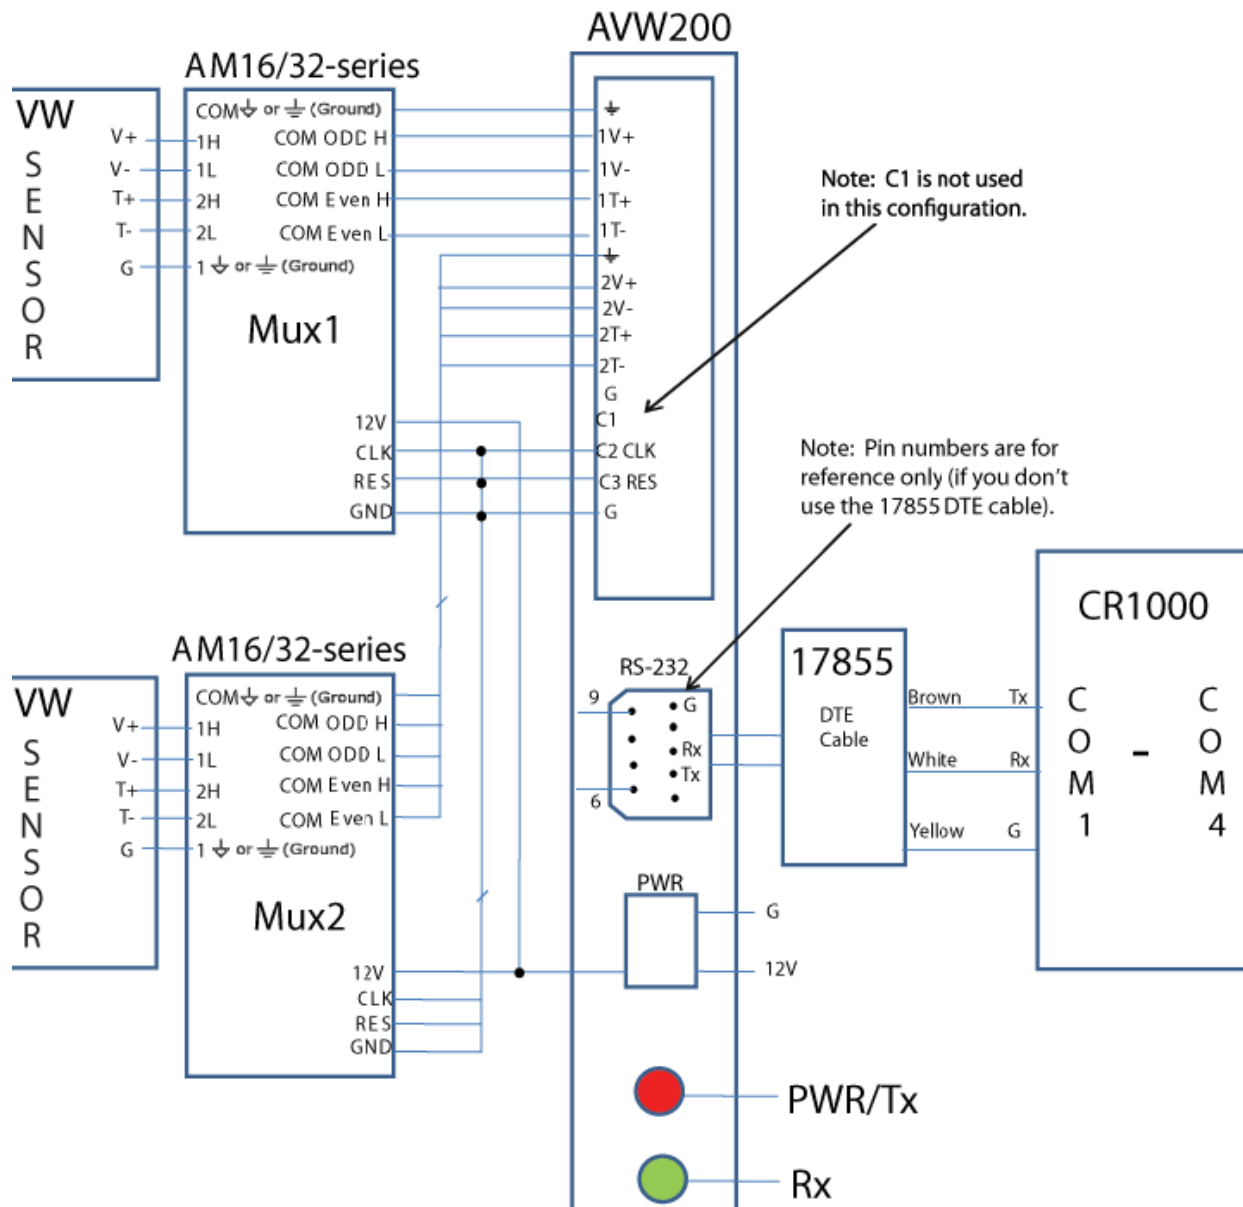 AVW200
AM16/32-series
VW
SENSOR
V+
V-
T+
T-
G
COM ⏚ or ⏚ (Ground)
1H
1L
2H
2L
1 ⏚ or ⏚ (Ground)
COM ODD H
COM ODD L
COM Even H
COM Even L
Mux1
12V
CLK
RES
GND
⏚
1V+
1V-
1T+
1T-
⏚
2V+
2V-
2T+
2T-
G
C1
C2 CLK
C3 RES
G
Note: C1 is not used
in this configuration.
Note: Pin numbers are for
reference only (if you don't
use the 17855 DTE cable).
AM16/32-series
VW
SENSOR
V+
V-
T+
T-
G
COM ⏚ or ⏚ (Ground)
1H
1L
2H
2L
1 ⏚ or ⏚ (Ground)
COM ODD H
COM ODD L
COM Even H
COM Even L
Mux2
12V
CLK
RES
GND
RS-232
9
6
G
Rx
Tx
17855
DTE
Cable
Brown Tx
White Rx
Yellow G
CR1000
COM1 - COM4
PWR
G
12V
PWR/Tx
Rx